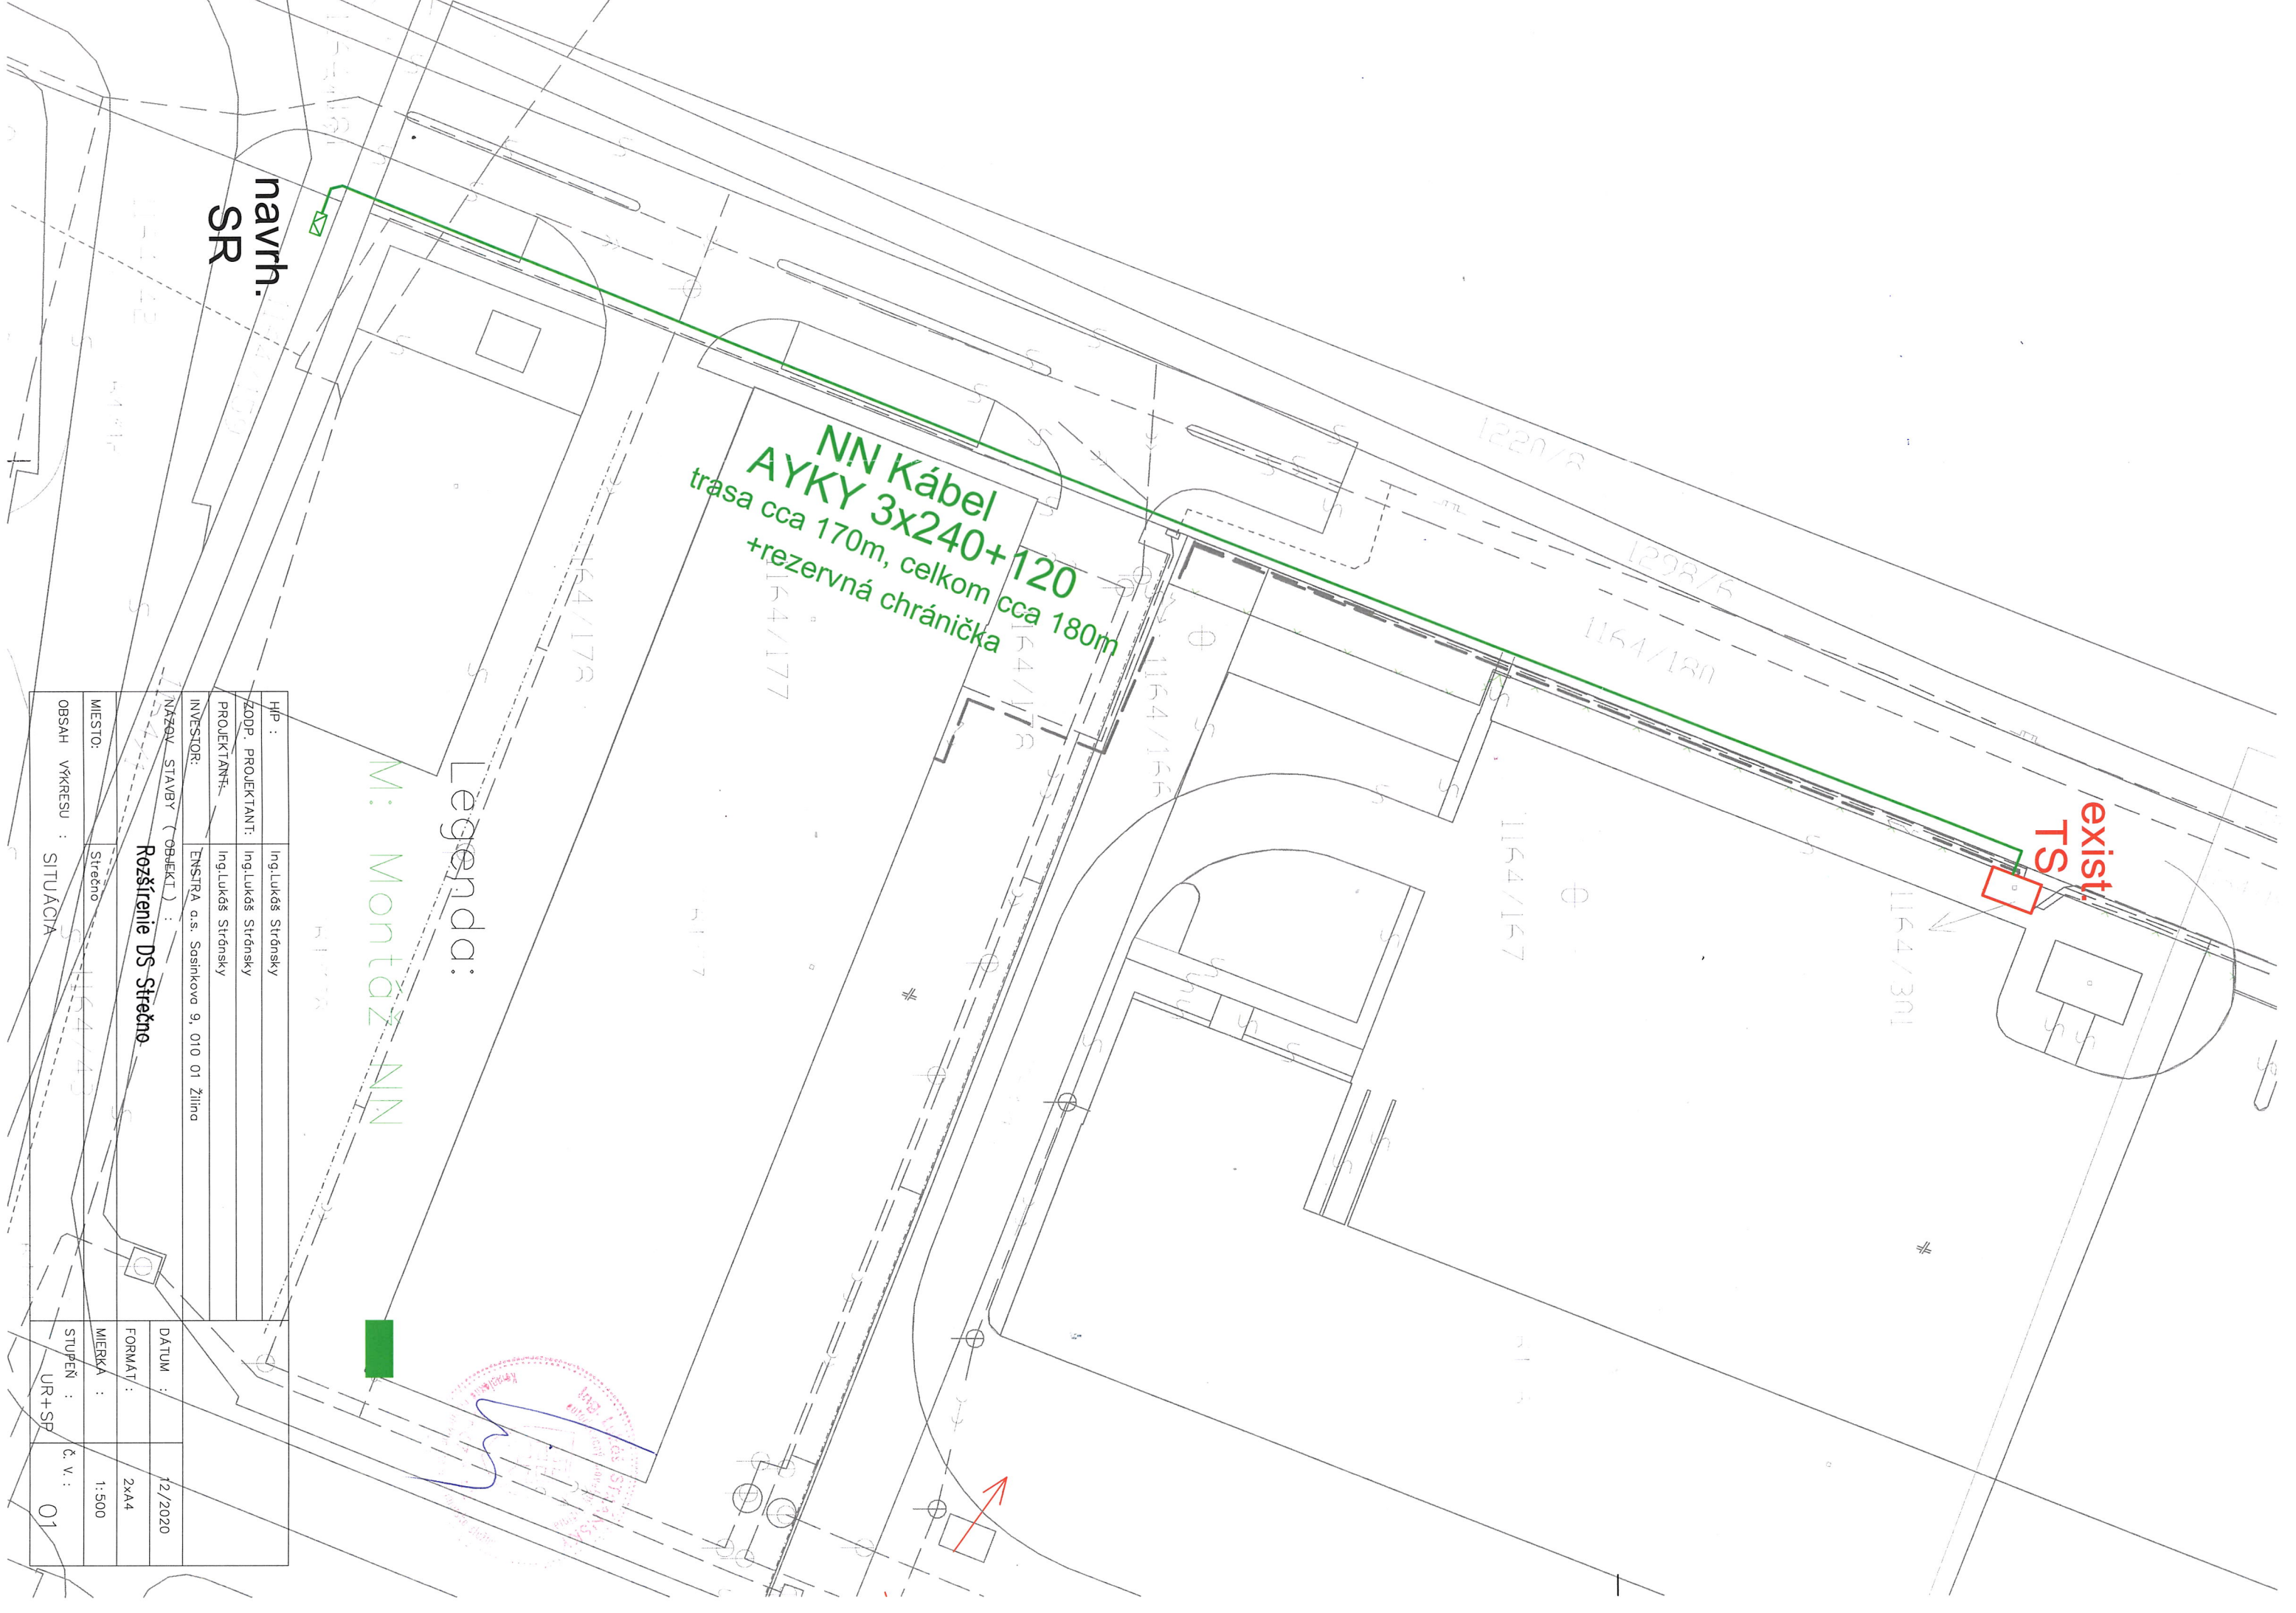 navrh.
SR
NN Kábel
AYKY 3x240+120
trasa cca 170m, celkom cca 180m
+rezervná chránička
exist.
TS
1220/8
1298/6
1164/180
1164/177
1164/178
1164/166
1164/167
1164/301
Legenda:
M: Montáž NN
HIP :
Ing.Lukáš Stránsky
ZODP. PROJEKTANT:
Ing.Lukáš Stránsky
PROJEKTANT:
Ing.Lukáš Stránsky
INVESTOR:
ENSTRA a.s. Sasinkova 9, 010 01 Žilina
NÁZOV STAVBY ( OBJEKT ) :
Rozšírenie DS Strečno
MIESTO:
Strečno
OBSAH VÝKRESU :
SITUÁCIA
DÁTUM :
12/2020
FORMÁT :
2xA4
MIERKA :
1:500
STUPEŇ :
UR+SP
Č. V. :
01